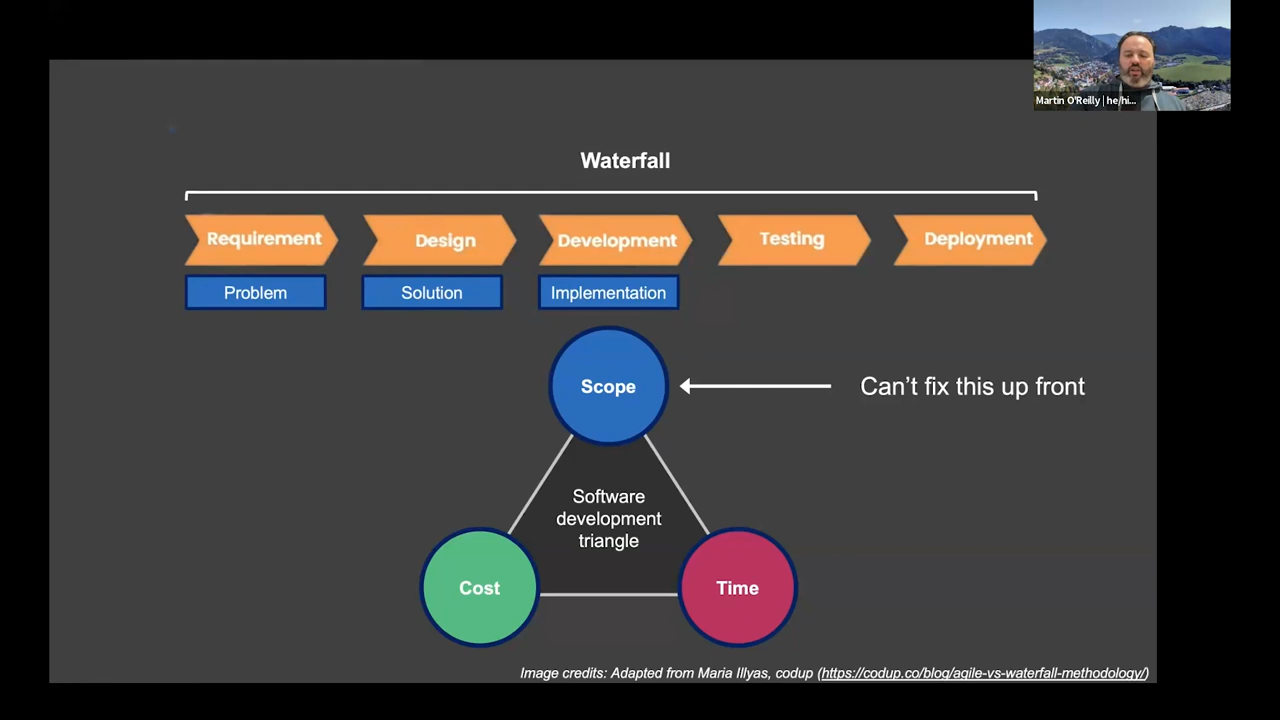 Martin O'Reilly | he/hi...
Waterfall
Requirement
Design
Development
Testing
Deployment
Problem
Solution
Implementation
Scope
Can't fix this up front
Software
development
triangle
Cost
Time
Image credits: Adapted from Maria Illyas, codup (https://codup.co/blog/agile-vs-waterfall-methodology/)